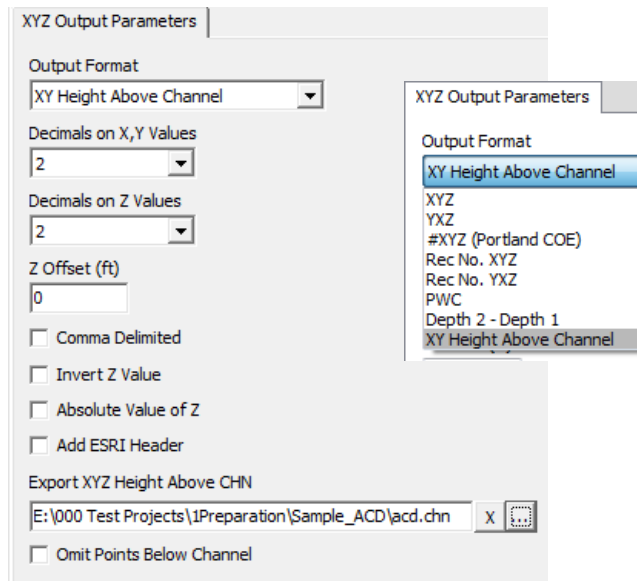 XYZ Output Parameters
Output Format
XY Height Above Channel
Decimals on X,Y Values
2
Decimals on Z Values
2
Z Offset (ft)
0
Comma Delimited
Invert Z Value
Absolute Value of Z
Add ESRI Header
Export XYZ Height Above CHN
E:\000 Test Projects\1Preparation\Sample_ACD\acd.chn X ...
Omit Points Below Channel
XYZ Output Parameters
Output Format
XY Height Above Channel
XYZ
YXZ
#XYZ (Portland COE)
Rec No. XYZ
Rec No. YXZ
PWC
Depth 2 - Depth 1
XY Height Above Channel